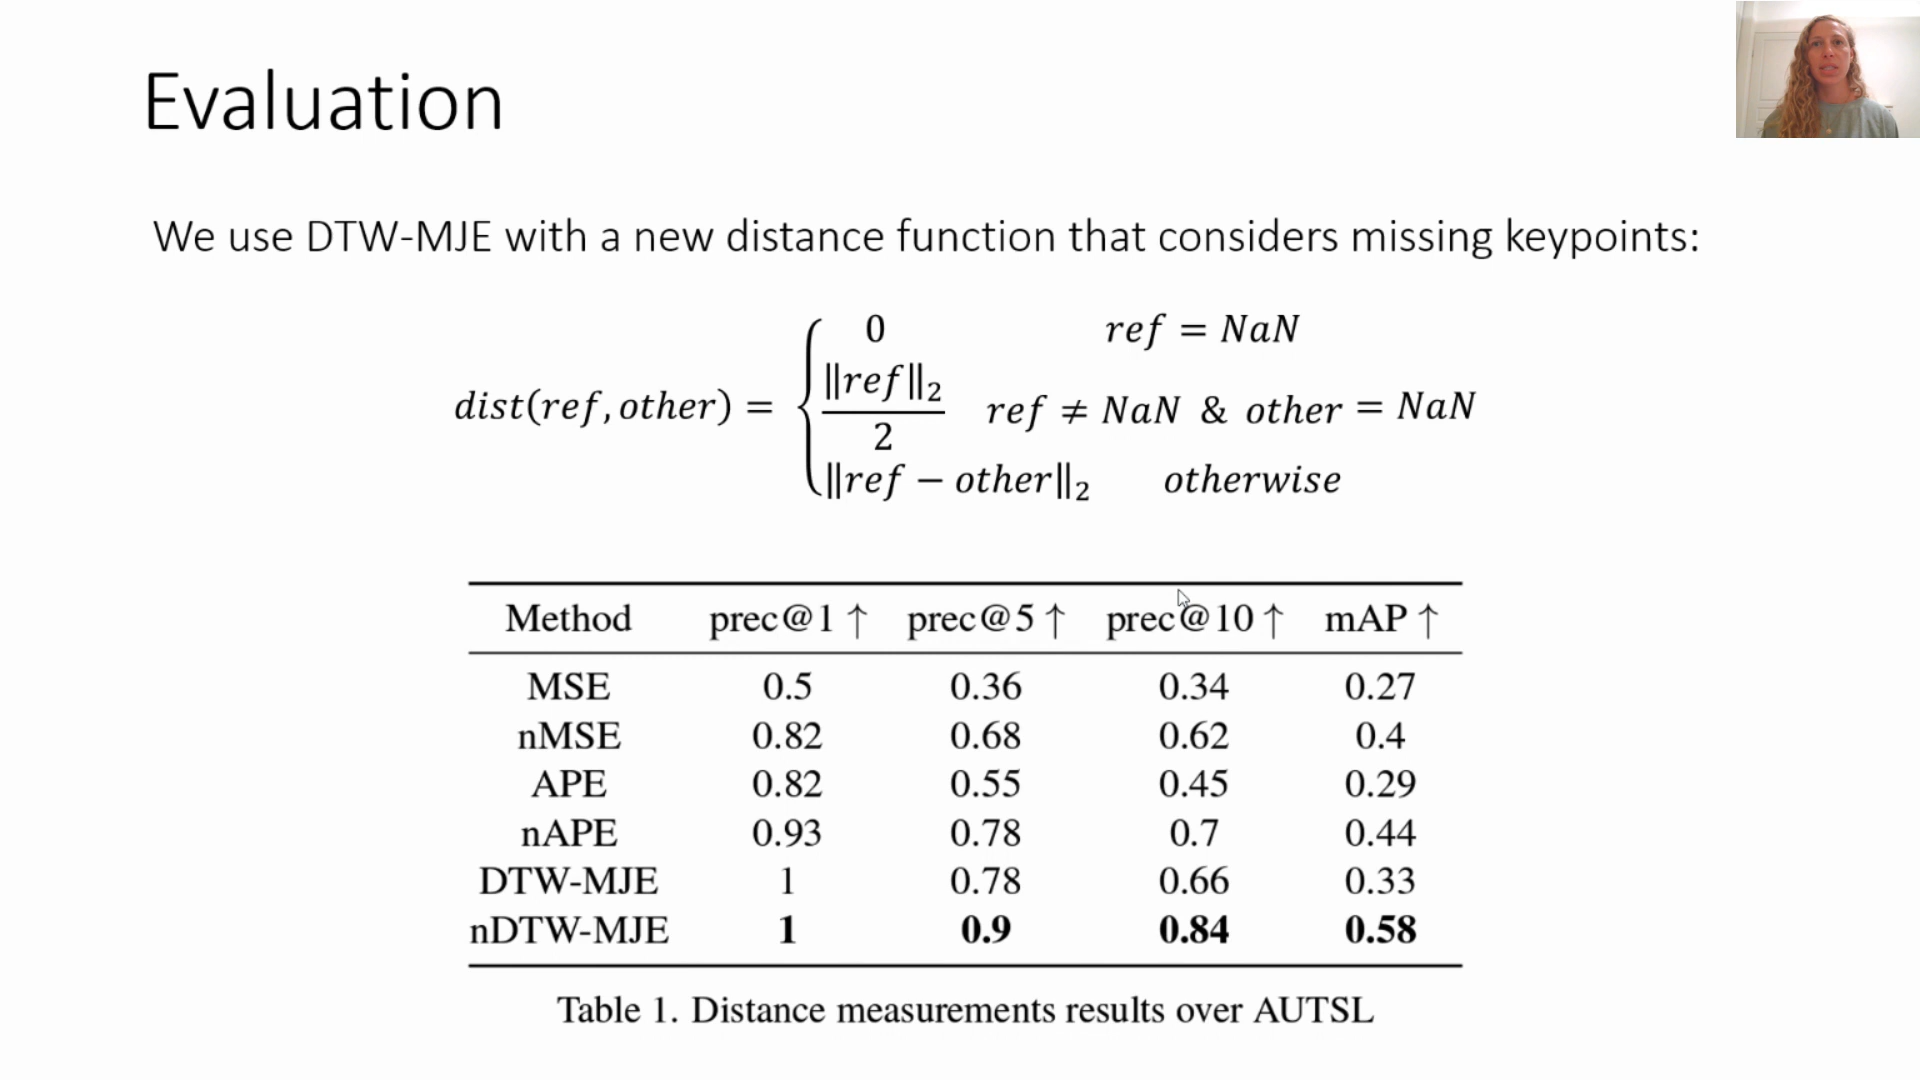 Evaluation
We use DTW-MJE with a new distance function that considers missing keypoints:
0 ref = NaN
dist(ref, other) = ‖ref‖₂ / 2 ref ≠ NaN & other = NaN
‖ref − other‖₂ otherwise
Method prec@1 ↑ prec@5 ↑ prec@10 ↑ mAP ↑
MSE 0.5 0.36 0.34 0.27
nMSE 0.82 0.68 0.62 0.4
APE 0.82 0.55 0.45 0.29
nAPE 0.93 0.78 0.7 0.44
DTW-MJE 1 0.78 0.66 0.33
nDTW-MJE 1 0.9 0.84 0.58
Table 1. Distance measurements results over AUTSL